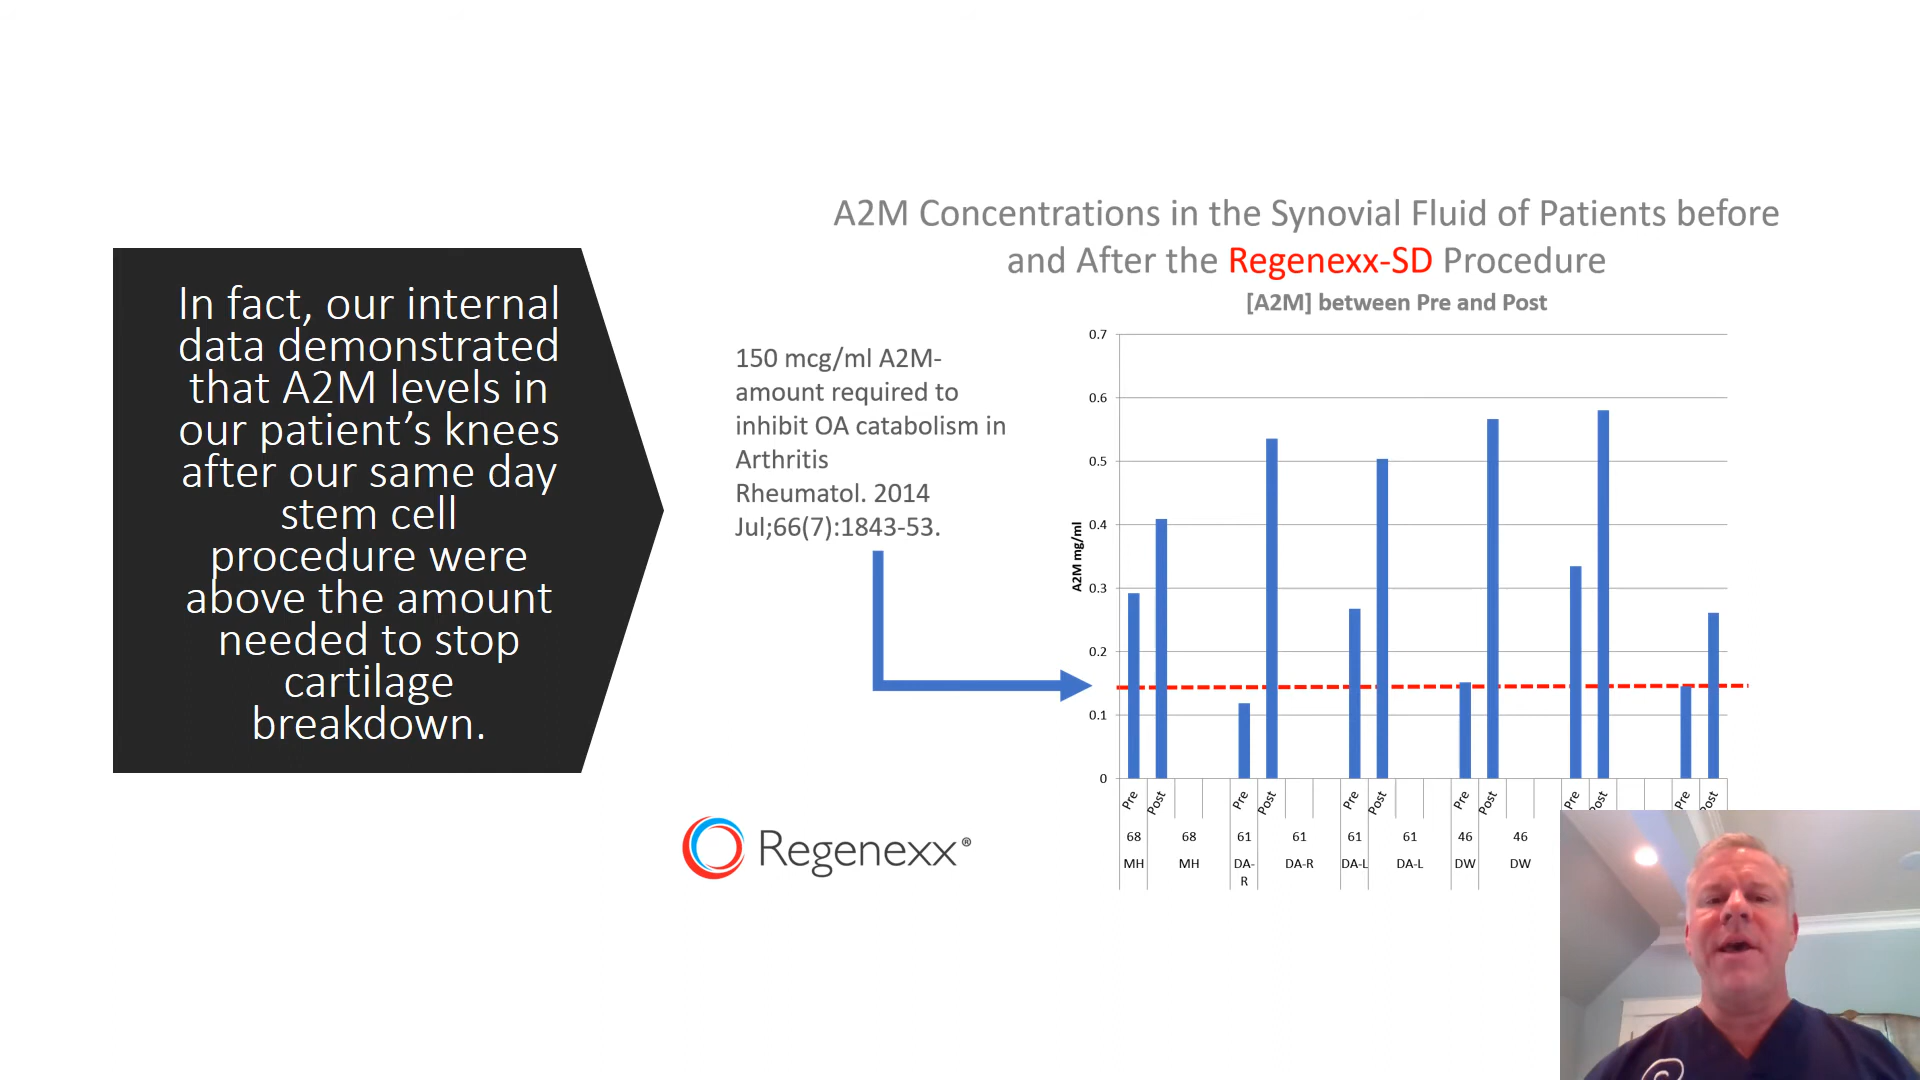 In fact, our internal
data demonstrated
that A2M levels in
our patient’s knees
after our same day
stem cell
procedure were
above the amount
needed to stop
cartilage
breakdown.
A2M Concentrations in the Synovial Fluid of Patients before
and After the Regenexx-SD Procedure
[A2M] between Pre and Post
150 mcg/ml A2M-
amount required to
inhibit OA catabolism in
Arthritis
Rheumatol. 2014
Jul;66(7):1843-53.
A2M mg/ml
0.7
0.6
0.5
0.4
0.3
0.2
0.1
0
Pre Post Pre Post Pre Post Pre Post Pre Post Pre Post
68 68 61 61 61 61 46 46
MH MH DA-R DA-R DA-L DA-L DW DW
Regenexx®